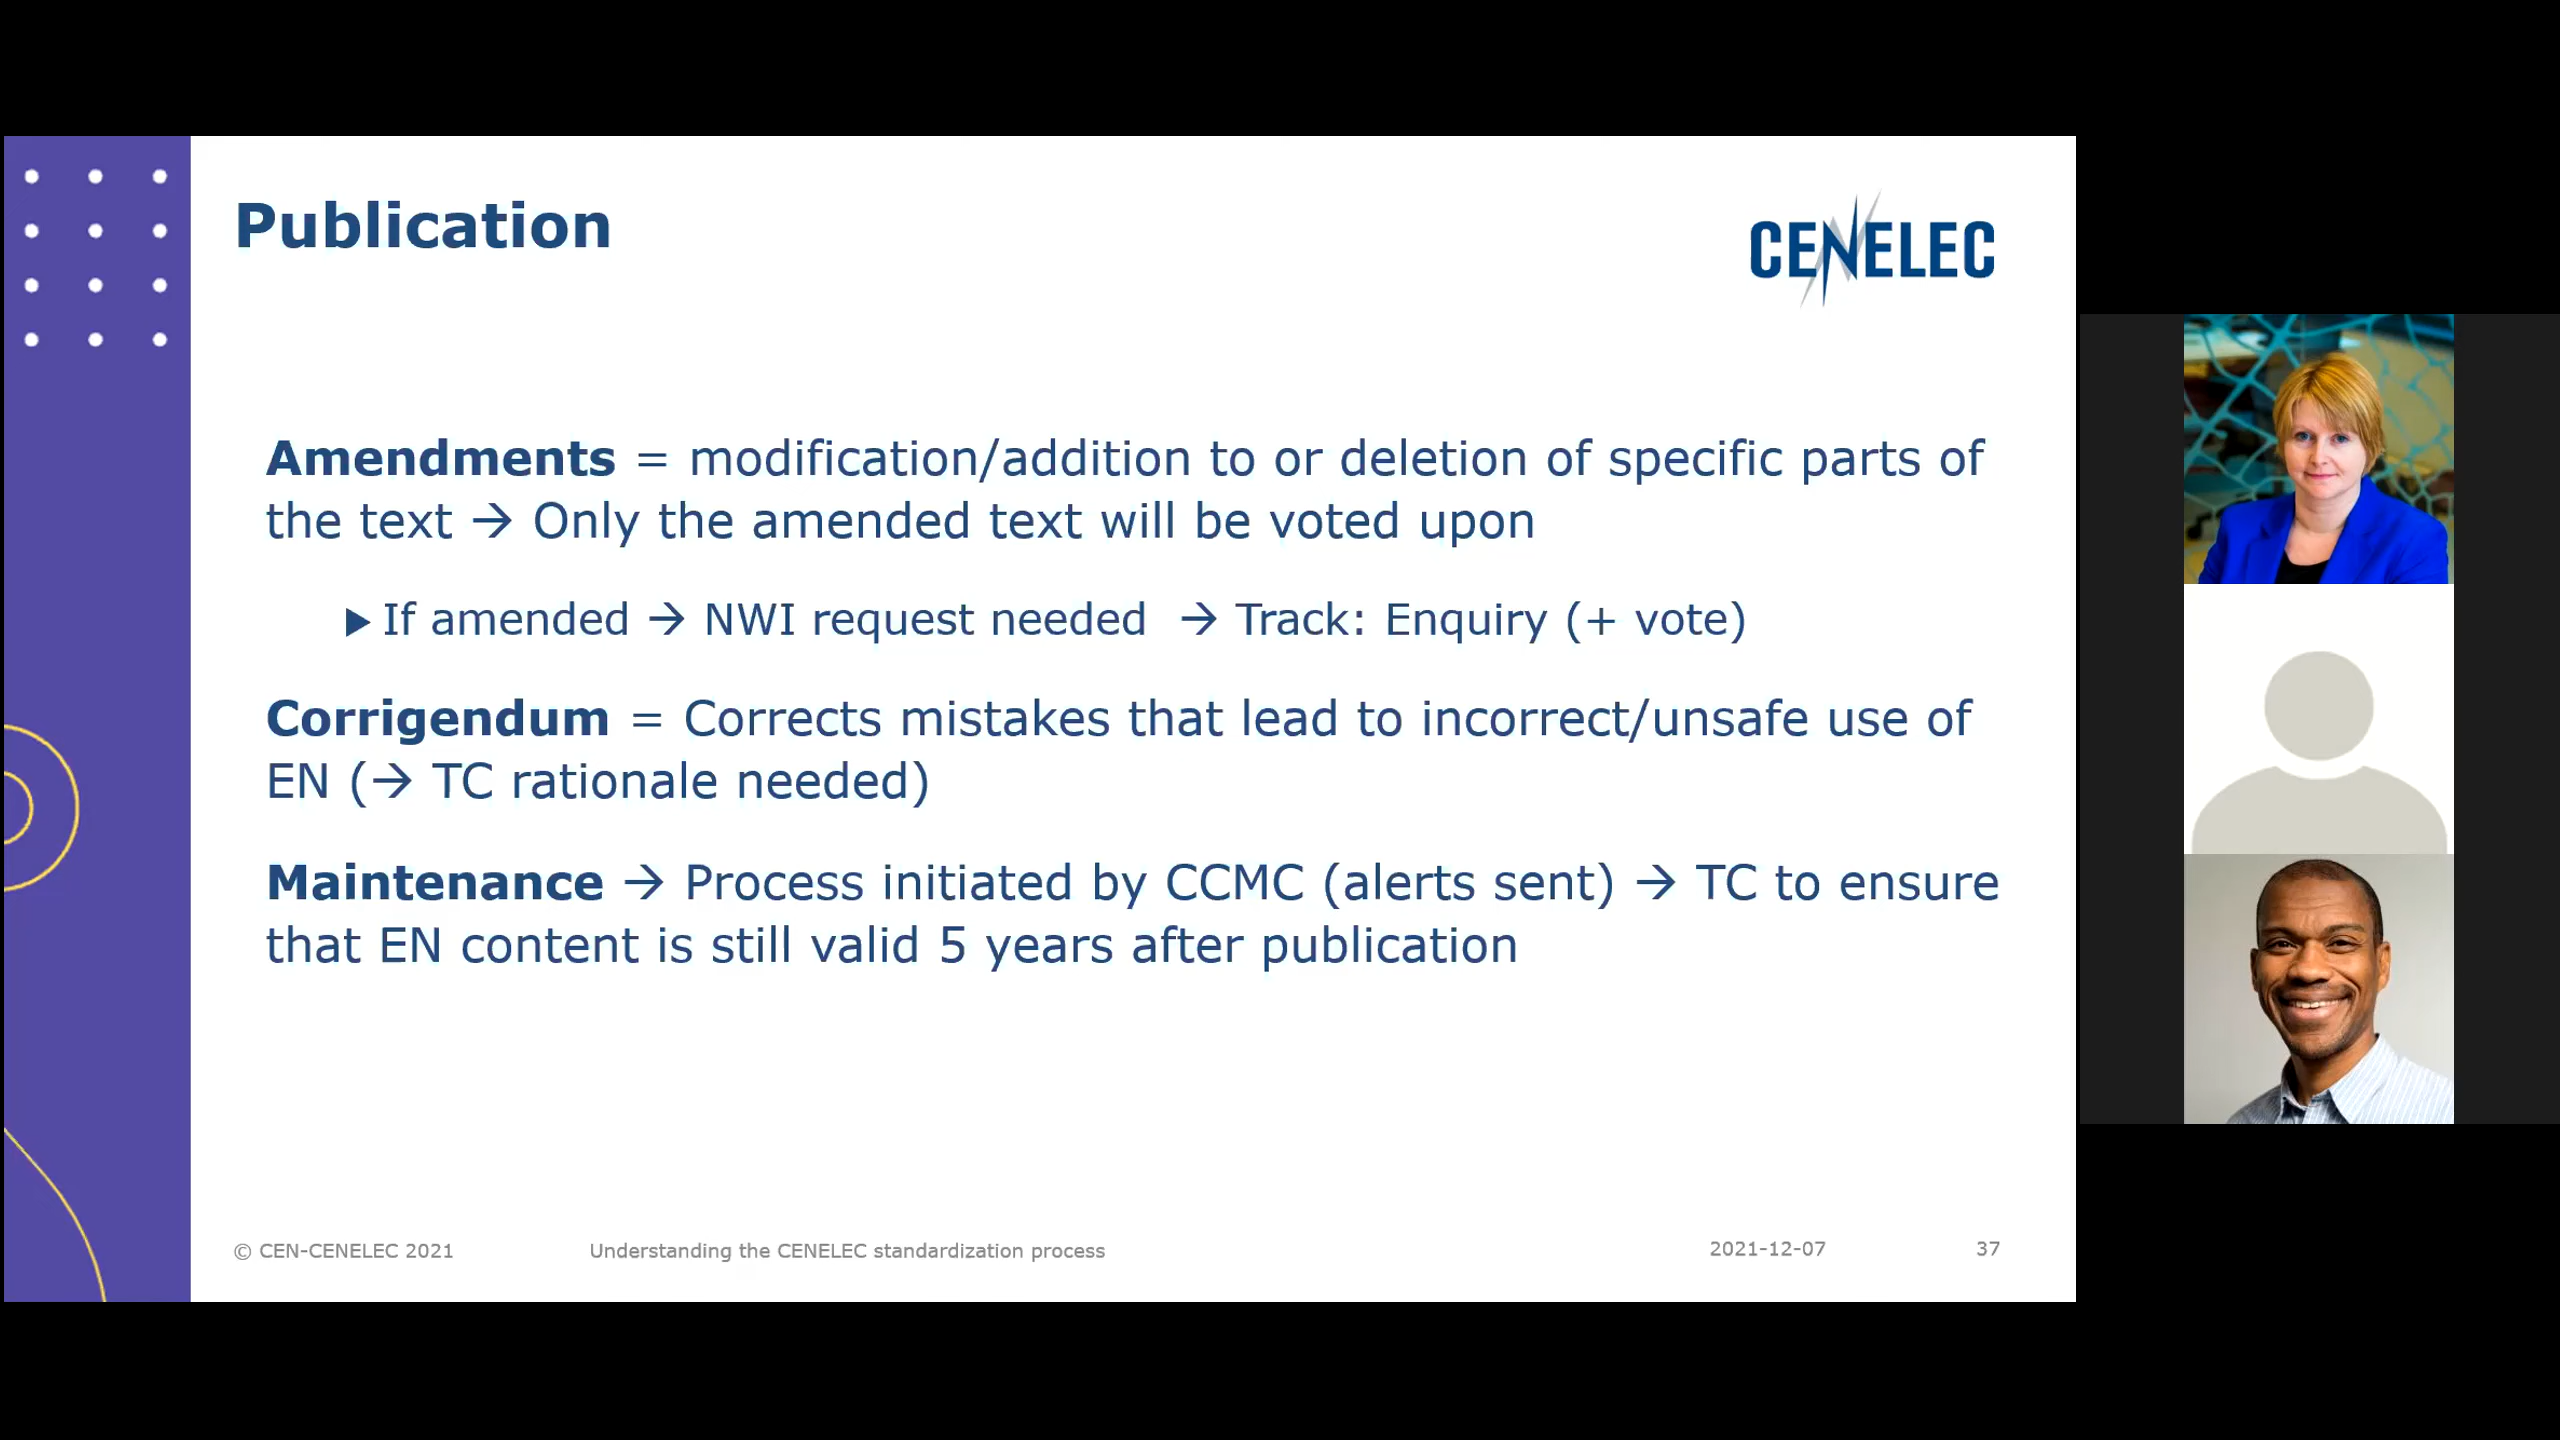 Publication
CENELEC
Amendments = modification/addition to or deletion of specific parts of
the text → Only the amended text will be voted upon
▶ If amended → NWI request needed → Track: Enquiry (+ vote)
Corrigendum = Corrects mistakes that lead to incorrect/unsafe use of
EN (→ TC rationale needed)
Maintenance → Process initiated by CCMC (alerts sent) → TC to ensure
that EN content is still valid 5 years after publication
© CEN-CENELEC 2021 Understanding the CENELEC standardization process 2021-12-07 37